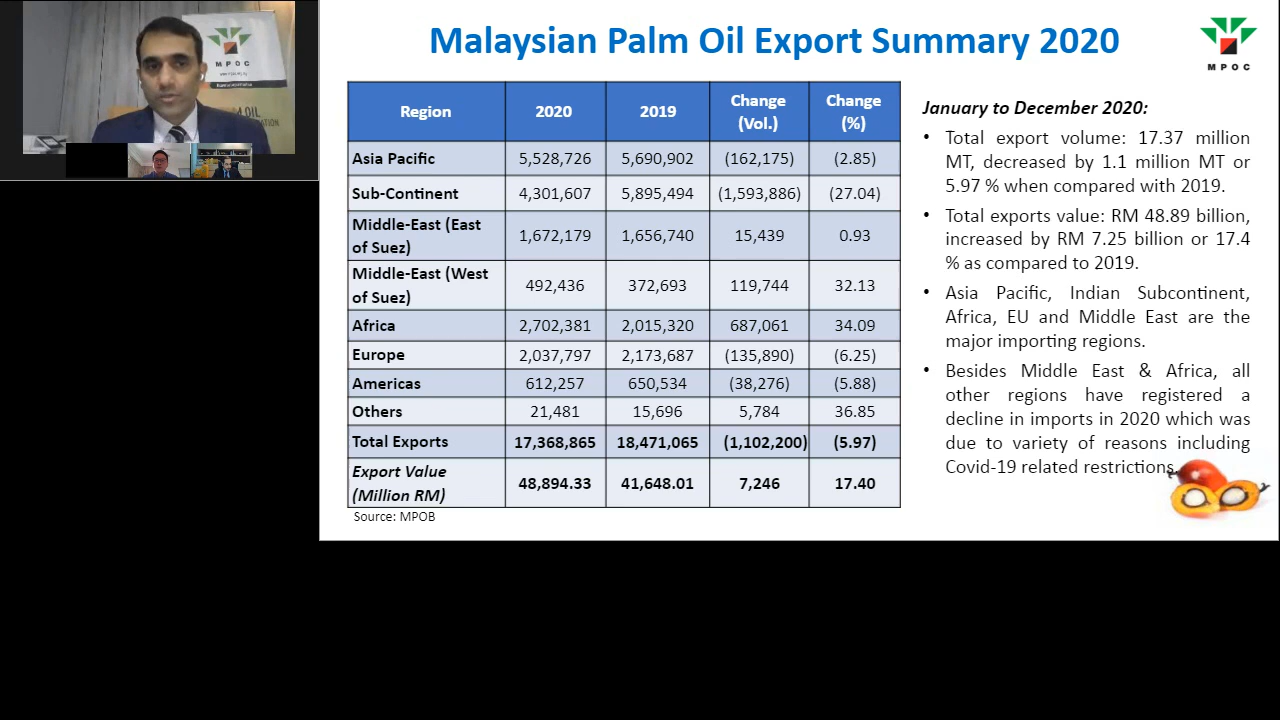 MPOC
M OIL
Malaysian Palm Oil Export Summary 2020
MPOC
Region 2020 2019 Change (Vol.) Change (%)
Asia Pacific 5,528,726 5,690,902 (162,175) (2.85)
Sub-Continent 4,301,607 5,895,494 (1,593,886) (27.04)
Middle-East (East of Suez) 1,672,179 1,656,740 15,439 0.93
Middle-East (West of Suez) 492,436 372,693 119,744 32.13
Africa 2,702,381 2,015,320 687,061 34.09
Europe 2,037,797 2,173,687 (135,890) (6.25)
Americas 612,257 650,534 (38,276) (5.88)
Others 21,481 15,696 5,784 36.85
Total Exports 17,368,865 18,471,065 (1,102,200) (5.97)
Export Value (Million RM) 48,894.33 41,648.01 7,246 17.40
Source: MPOB
January to December 2020:
• Total export volume: 17.37 million
MT, decreased by 1.1 million MT or
5.97 % when compared with 2019.
• Total exports value: RM 48.89 billion,
increased by RM 7.25 billion or 17.4
% as compared to 2019.
• Asia Pacific, Indian Subcontinent,
Africa, EU and Middle East are the
major importing regions.
• Besides Middle East & Africa, all
other regions have registered a
decline in imports in 2020 which was
due to variety of reasons including
Covid-19 related restrictions.